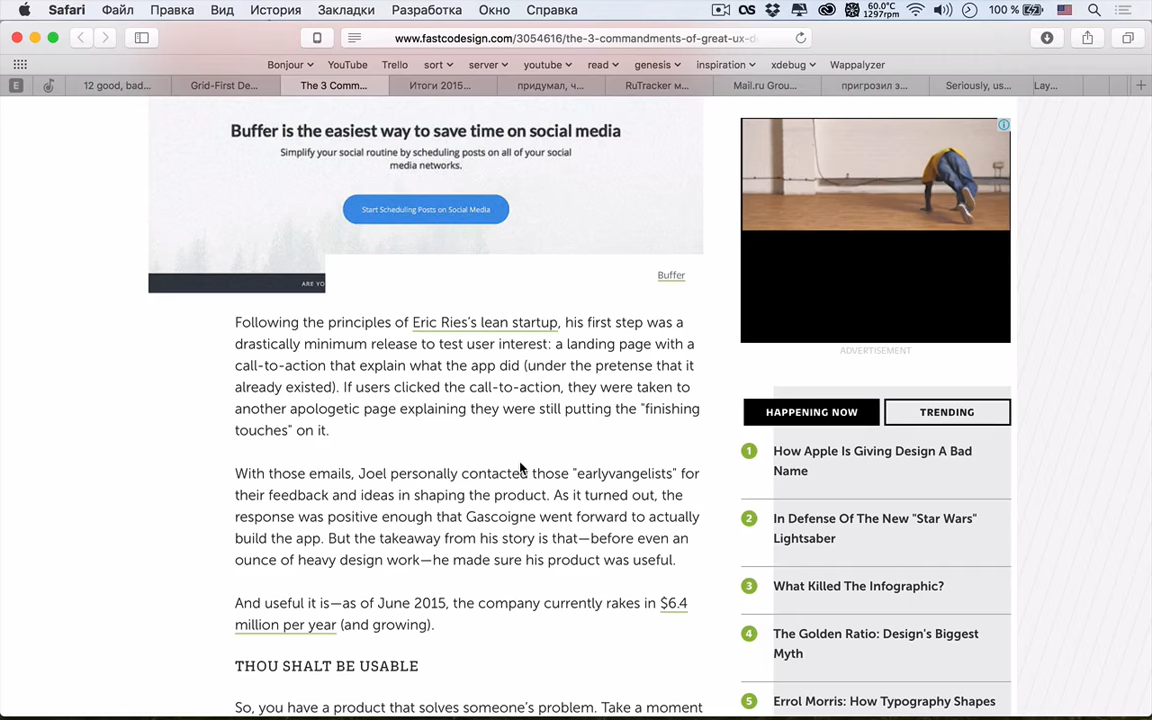 Safari Файл Правка Вид История Закладки Разработка Окно Справка
60.0°C
1297rpm
100 %
www.fastcodesign.com/3054616/the-3-commandments-of-great-ux-d
Bonjour YouTube Trello sort server youtube read genesis inspiration xdebug Wappalyzer
E 12 good, bad... Grid-First De... The 3 Comm... Итоги 2015... придумал, ч... RuTracker м... Mail.ru Grou... пригрозил э... Seriously, us... Lay...
Buffer is the easiest way to save time on social media
Simplify your social routine by scheduling posts on all of your social
media networks.
Start Scheduling Posts on Social Media
ARE YO
Buffer
Following the principles of Eric Ries's lean startup, his first step was a
drastically minimum release to test user interest: a landing page with a
call-to-action that explain what the app did (under the pretense that it
already existed). If users clicked the call-to-action, they were taken to
another apologetic page explaining they were still putting the "finishing
touches" on it.
With those emails, Joel personally contacted those "earlyvangelists" for
their feedback and ideas in shaping the product. As it turned out, the
response was positive enough that Gascoigne went forward to actually
build the app. But the takeaway from his story is that—before even an
ounce of heavy design work—he made sure his product was useful.
And useful it is—as of June 2015, the company currently rakes in $6.4
million per year (and growing).
THOU SHALT BE USABLE
So, you have a product that solves someone's problem. Take a moment
ADVERTISEMENT
HAPPENING NOW TRENDING
1 How Apple Is Giving Design A Bad
Name
2 In Defense Of The New "Star Wars"
Lightsaber
3 What Killed The Infographic?
4 The Golden Ratio: Design's Biggest
Myth
5 Errol Morris: How Typography Shapes